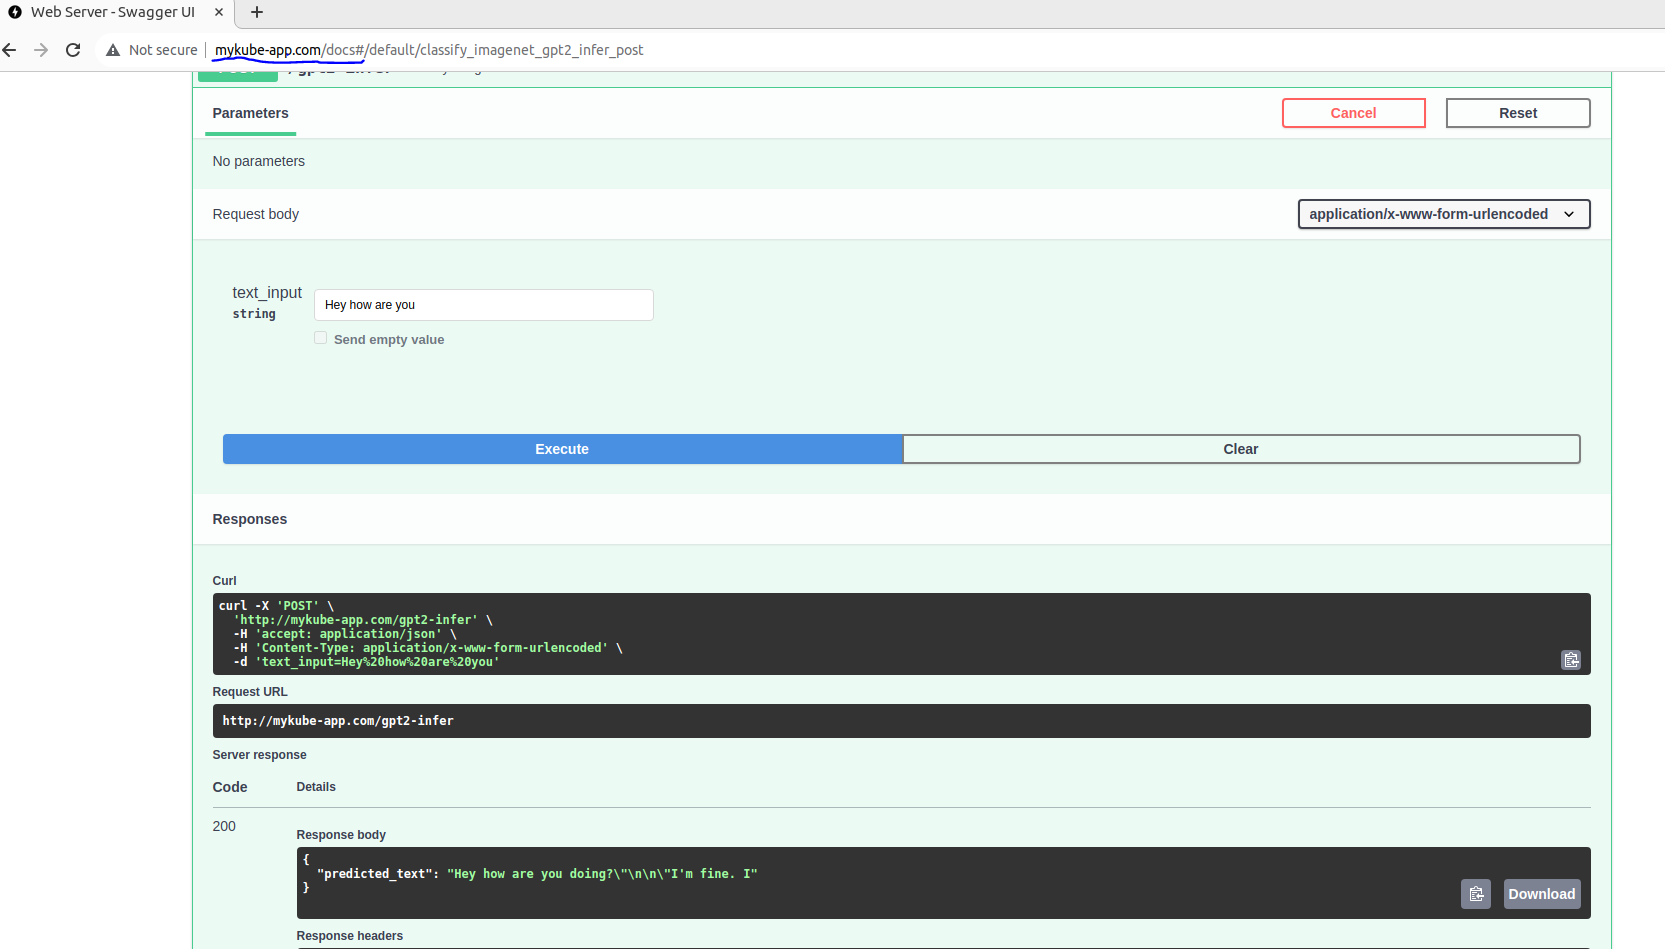 Web Server - Swagger UI
Not secure
mykube-app.com/docs#/default/classify_imagenet_gpt2_infer_post
Parameters
Cancel
Reset
No parameters
Request body
application/x-www-form-urlencoded
text_input
string
Hey how are you
Send empty value
Execute
Clear
Responses
Curl
curl -X 'POST' \
'http://mykube-app.com/gpt2-infer' \
-H 'accept: application/json' \
-H 'Content-Type: application/x-www-form-urlencoded' \
-d 'text_input=Hey%20how%20are%20you'
Request URL
http://mykube-app.com/gpt2-infer
Server response
Code
Details
200
Response body
{
"predicted_text": "Hey how are you doing?\"\n\n\"I'm fine. I"
}
Download
Response headers